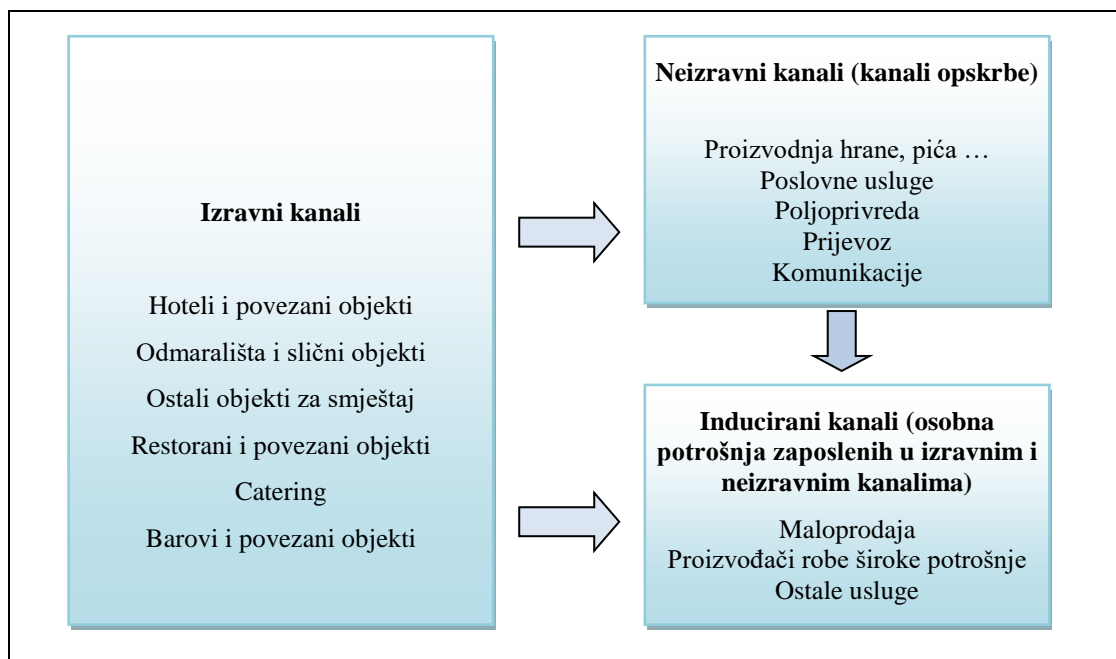 Izravni kanali
Hoteli i povezani objekti
Odmarališta i slični objekti
Ostali objekti za smještaj
Restorani i povezani objekti
Catering
Barovi i povezani objekti
Neizravni kanali (kanali opskrbe)
Proizvodnja hrane, pića …
Poslovne usluge
Poljoprivreda
Prijevoz
Komunikacije
Inducirani kanali (osobna
potrošnja zaposlenih u izravnim i
neizravnim kanalima)
Maloprodaja
Proizvođači robe široke potrošnje
Ostale usluge